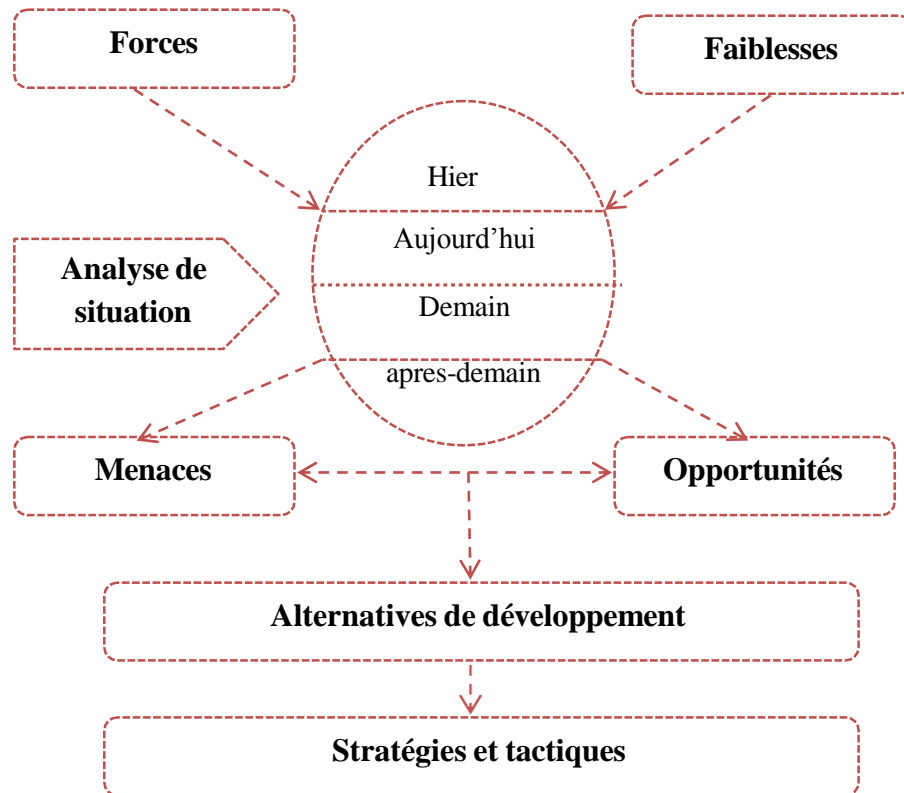 Forces
Faiblesses
Hier
Aujourd’hui
Analyse de
situation
Demain
apres-demain
Menaces
Opportunités
Alternatives de développement
Stratégies et tactiques